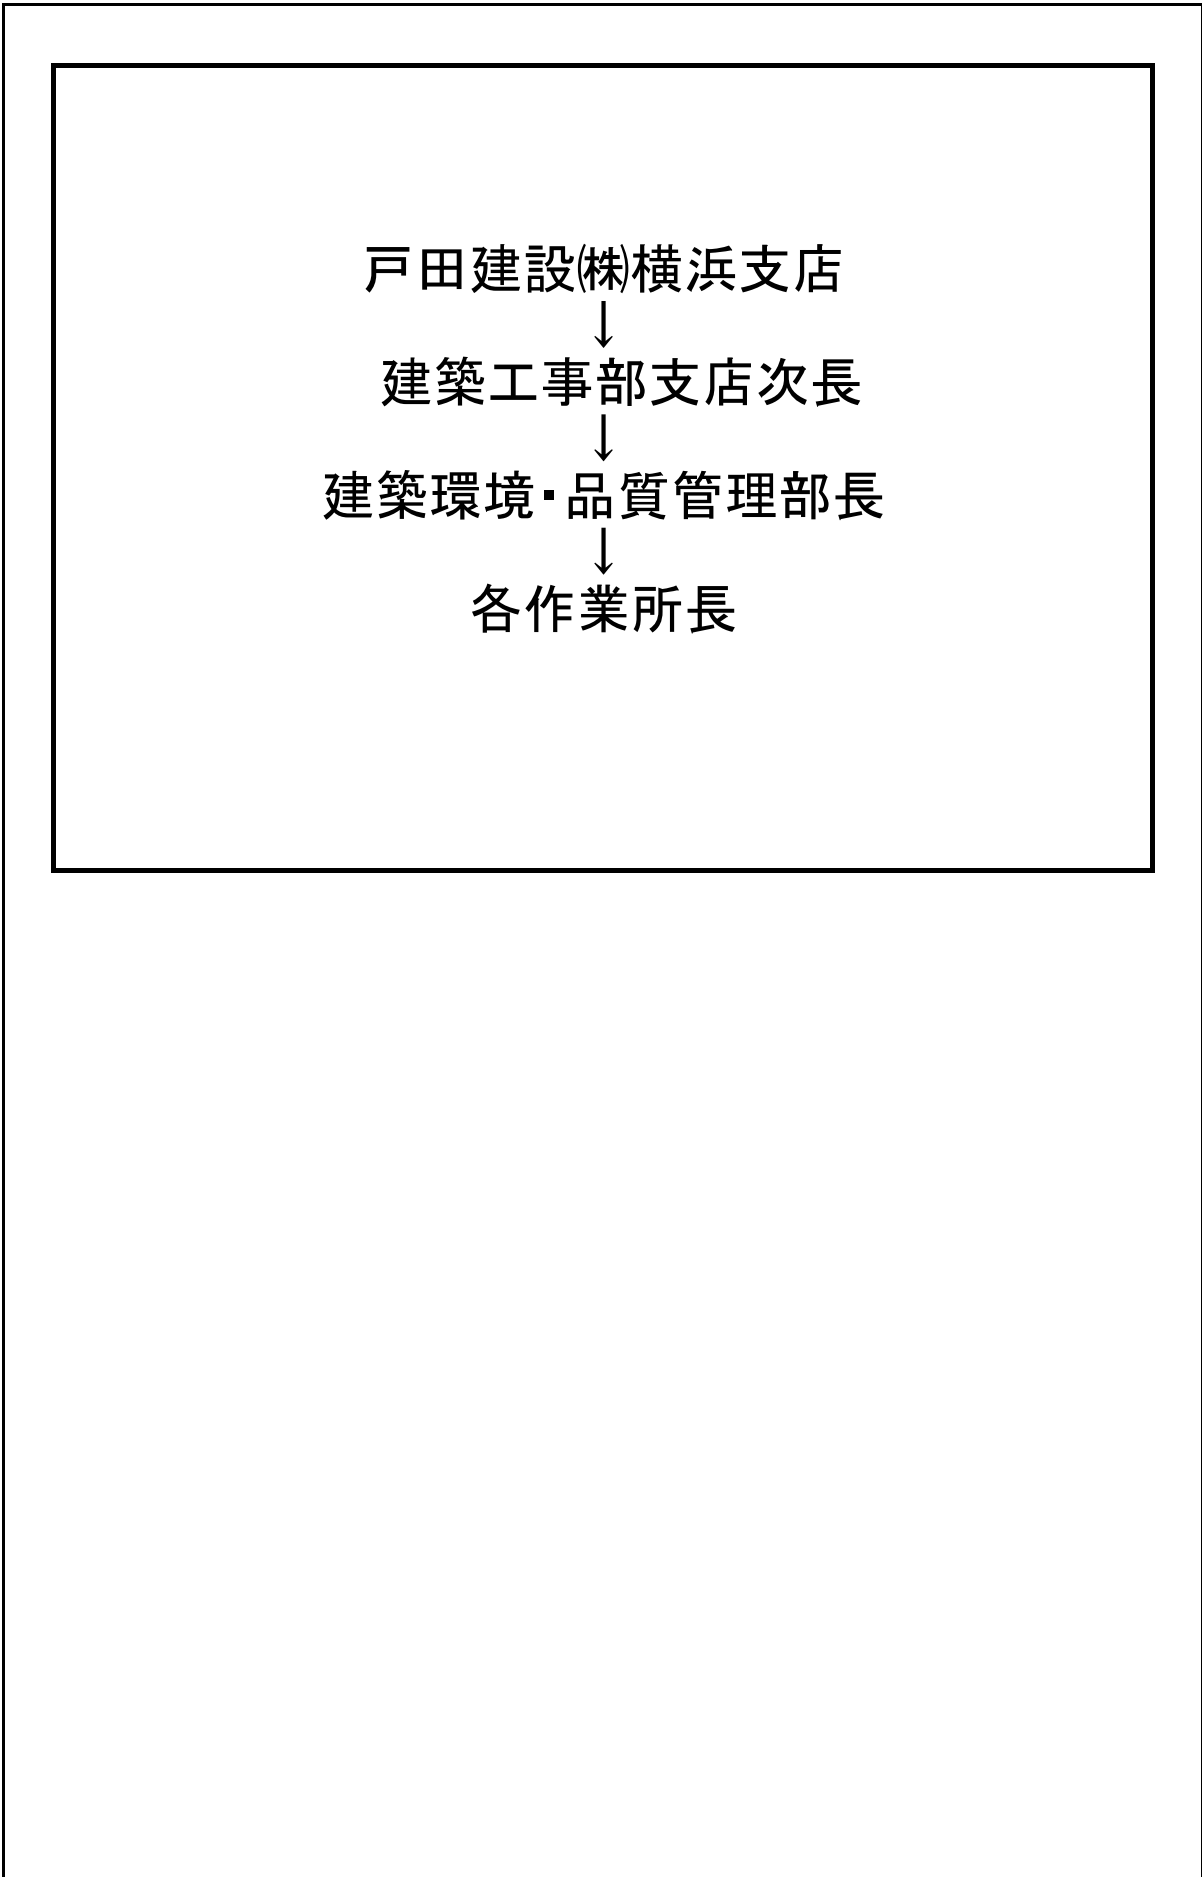 戸田建設㈱横浜支店
↓
建築工事部支店次長
↓
建築環境・品質管理部長
↓
各作業所長